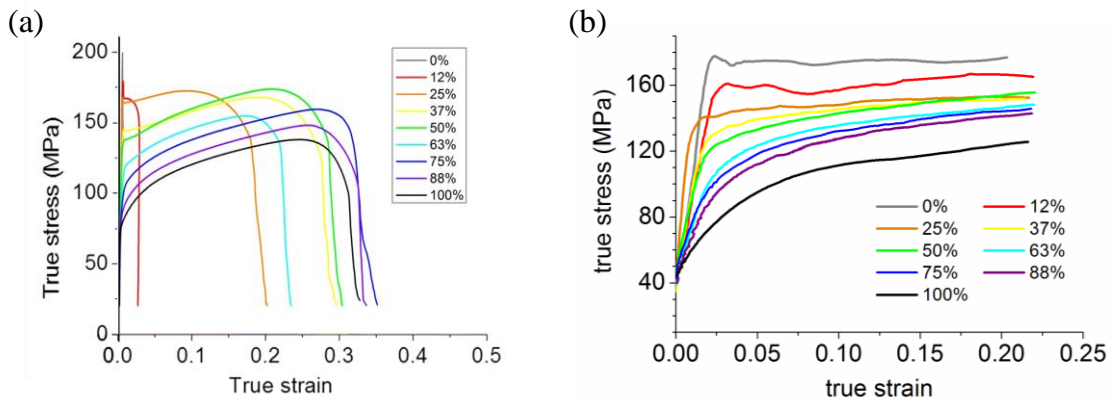 (a)
True stress (MPa)
200
150
100
50
0
0.0 0.1 0.2 0.3 0.4 0.5
True strain
0%
12%
25%
37%
50%
63%
75%
88%
100%
(b)
true stress (MPa)
160
120
80
40
0.00 0.05 0.10 0.15 0.20 0.25
true strain
0% 12%
25% 37%
50% 63%
75% 88%
100%